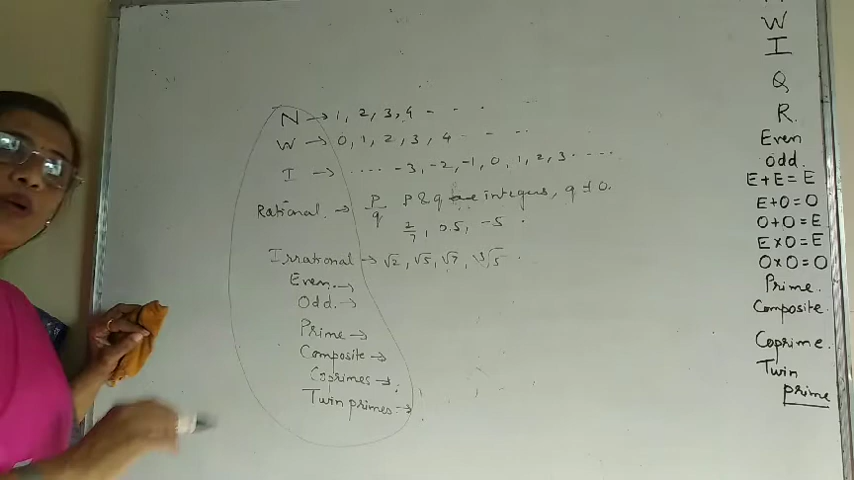 N → 1, 2, 3, 4 - - .
W → 0, 1, 2, 3, 4 - - ..
I → .... -3, -2, -1, 0, 1, 2, 3. ....
Rational. → p/q P & q are integers, q ≠ 0.
2/7, 0.5, -5 .
Irrational → √2, √5, √7, ∛5 .
Even. →
Odd. →
Prime →
Composite →
Coprimes → .
Twin primes →
W
I
Q
R
Even
Odd.
E+E = E
E+O = O
O+O = E
E×O = E
O×O = O
Prime.
Composite.
Coprime.
Twin
prime